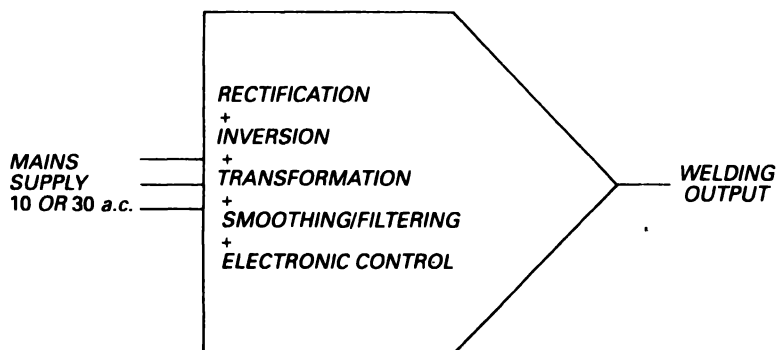 RECTIFICATION
+
INVERSION
+
TRANSFORMATION
+
SMOOTHING/FILTERING
+
ELECTRONIC CONTROL
MAINS
SUPPLY
10 OR 30 a.c.
WELDING
OUTPUT